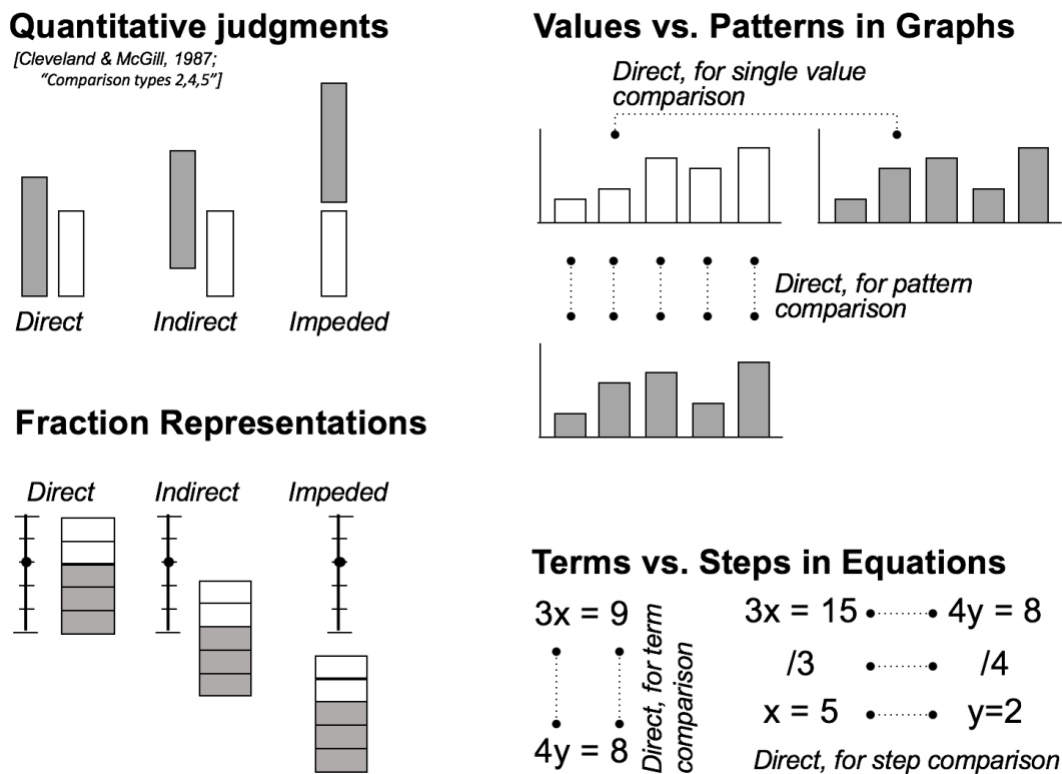 Quantitative judgments
[Cleveland & McGill, 1987;
“Comparison types 2,4,5”]
Direct
Indirect
Impeded
Values vs. Patterns in Graphs
Direct, for single value
comparison
Direct, for pattern
comparison
Fraction Representations
Direct
Indirect
Impeded
Terms vs. Steps in Equations
3x = 9
4y = 8
Direct, for term
comparison
3x = 15
4y = 8
/3
/4
x = 5
y=2
Direct, for step comparison